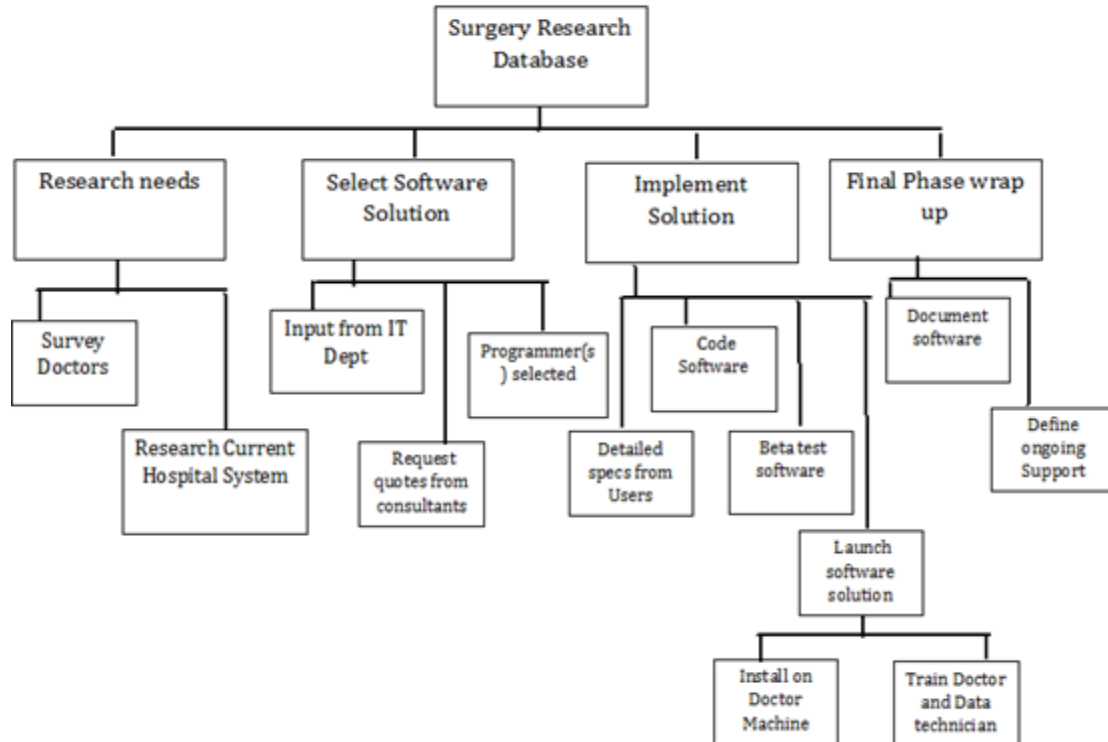 Surgery Research
Database
Research needs
Select Software
Solution
Implement
Solution
Final Phase wrap
up
Survey
Doctors
Research Current
Hospital System
Input from IT
Dept
Request
quotes from
consultants
Programmer(s
) selected
Detailed
specs from
Users
Code
Software
Beta test
software
Launch
software
solution
Install on
Doctor
Machine
Train Doctor
and Data
technician
Document
software
Define
ongoing
Support